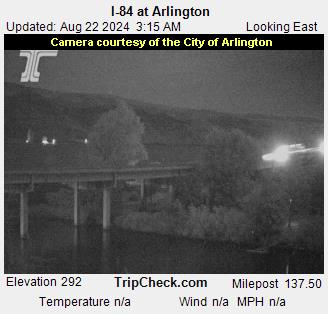 I-84 at Arlington
Updated: Aug 22 2024 3:15 AM Looking East
Camera courtesy of the City of Arlington
Elevation 292 TripCheck.com Milepost 137.50
Temperature n/a Wind n/a MPH n/a